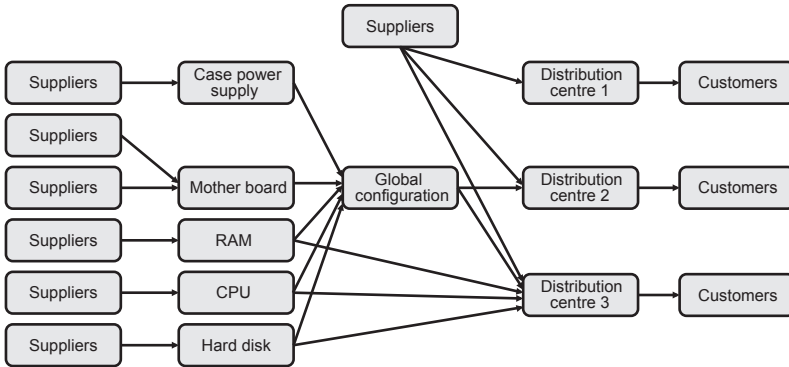 Suppliers
Suppliers
Case power
supply
Distribution
centre 1
Customers
Suppliers
Suppliers
Mother board
Global
configuration
Distribution
centre 2
Customers
Suppliers
RAM
Suppliers
CPU
Distribution
centre 3
Customers
Suppliers
Hard disk